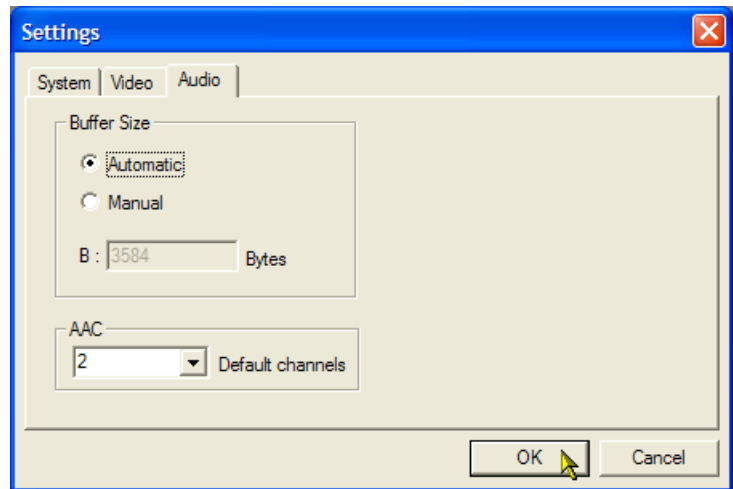 Settings
System Video Audio
Buffer Size
Automatic
Manual
B : 3584 Bytes
AAC
2 Default channels
OK Cancel